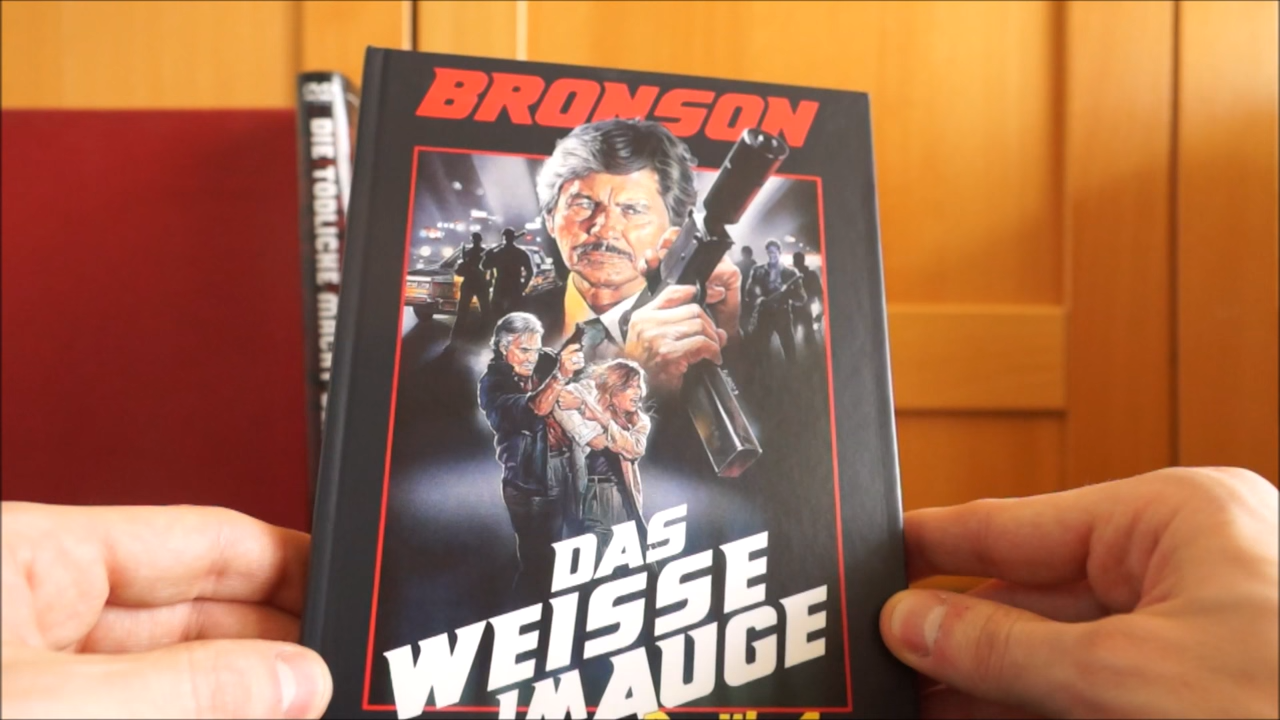 BRONSON
DIE TÖDLICHE
DAS
WEISSE
IM AUGE